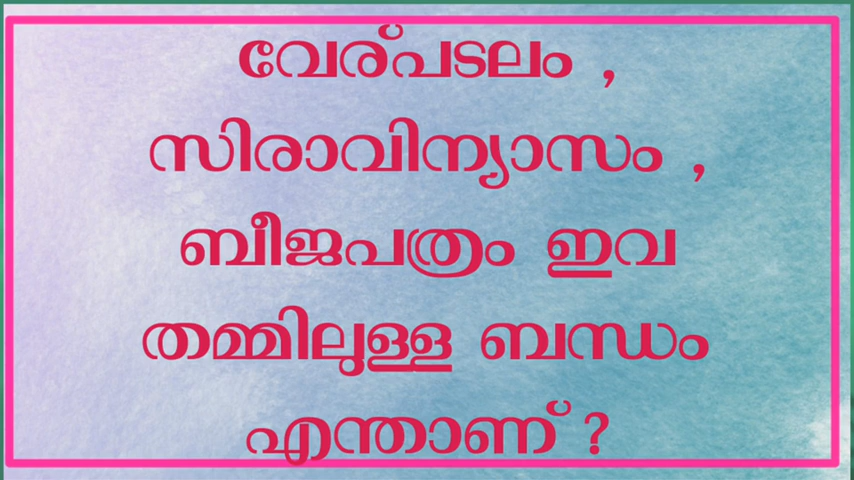 വേര്പടലം ,
സിരാവിന്യാസം ,
ബീജപത്രം ഇവ
തമ്മിലുള്ള ബന്ധം
എന്താണ് ?